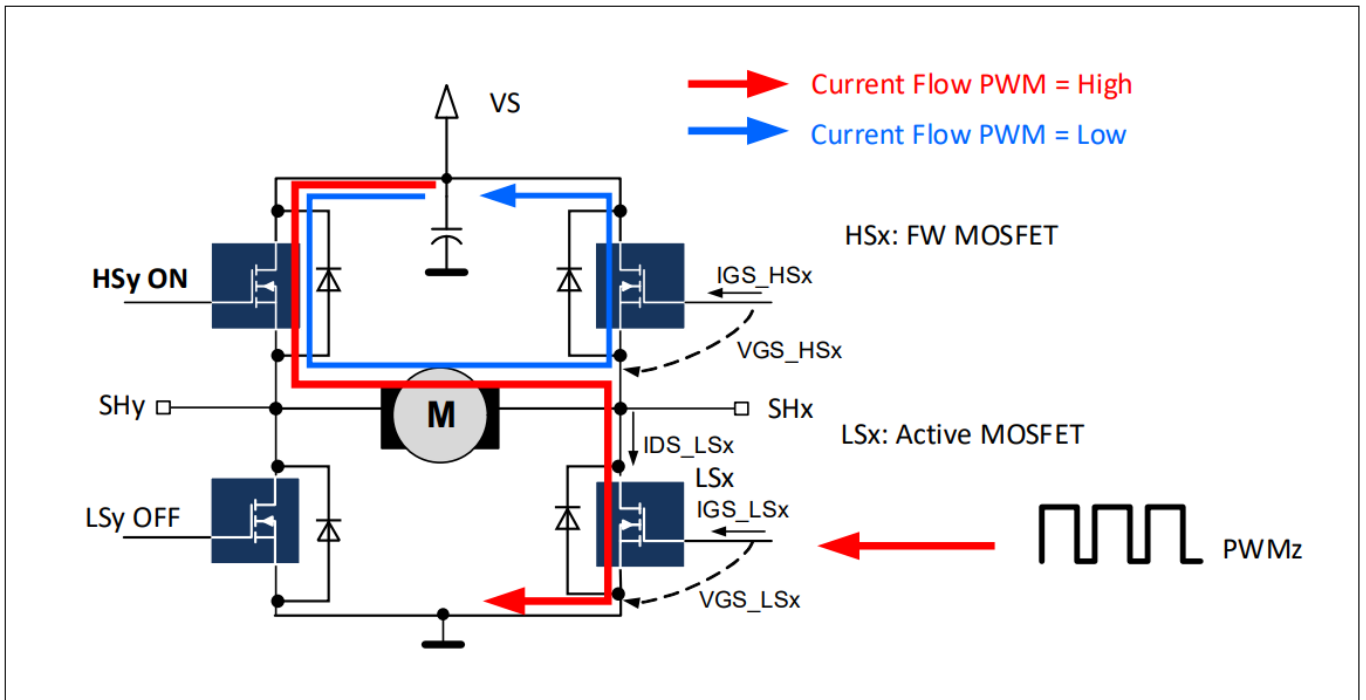 Current Flow PWM = High
VS
Current Flow PWM = Low
HSx: FW MOSFET
HSy ON
IGS_HSx
VGS_HSx
SHy
M
SHx
LSx: Active MOSFET
IDS_LSx
LSx
IGS_LSx
LSy OFF
PWMz
VGS_LSx